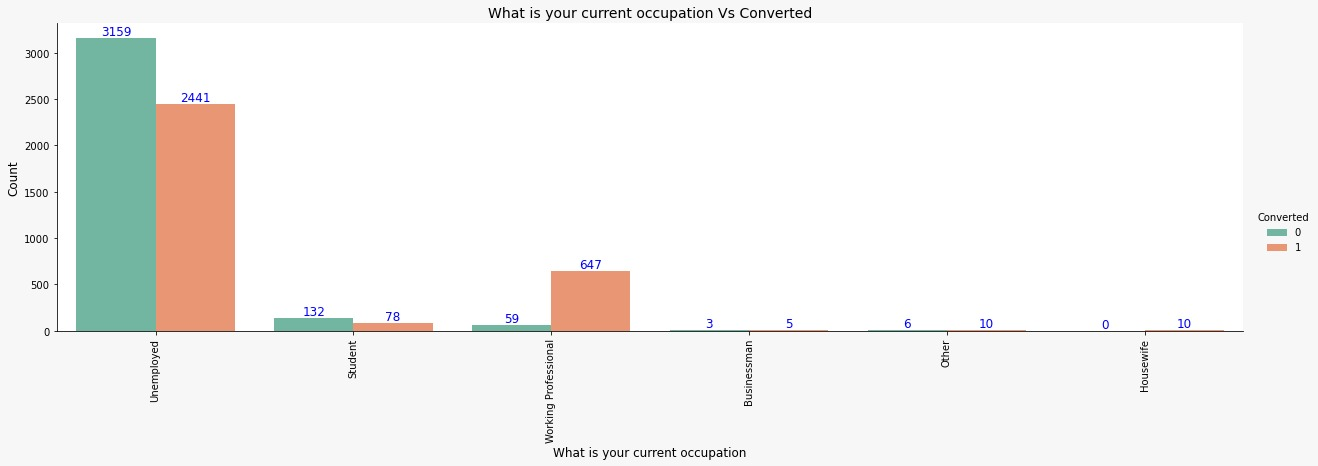 What is your current occupation Vs Converted
Count
3000
2500
2000
1500
1000
500
0
3159
2441
132
78
59
647
3
5
6
10
0
10
Unemployed
Student
Working Professional
Businessman
Other
Housewife
What is your current occupation
Converted
0
1